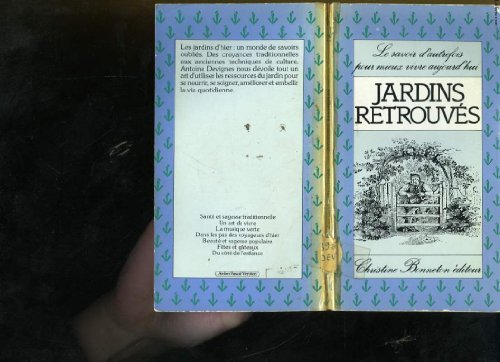 Les jardins d'hier : un monde de savoirs
oubliés. Des croyances traditionnelles
aux anciennes techniques de culture,
Antoine Devignes nous dévoile tout un
art d'utiliser les ressources du jardin pour
se nourrir, se soigner, améliorer et embellir
la vie quotidienne.
Santé et sagesse traditionnelle
Un art de vivre
La musique verte
Dans les pas des voyageurs d'hier
Beauté et sagesse populaire
Fêtes et gâteaux
Du côté de l'enfance
DEV
Le savoir d'autrefois
pour mieux vivre aujourd'hui
JARDINS
RETROUVÉS
Christine Bonneton éditeur